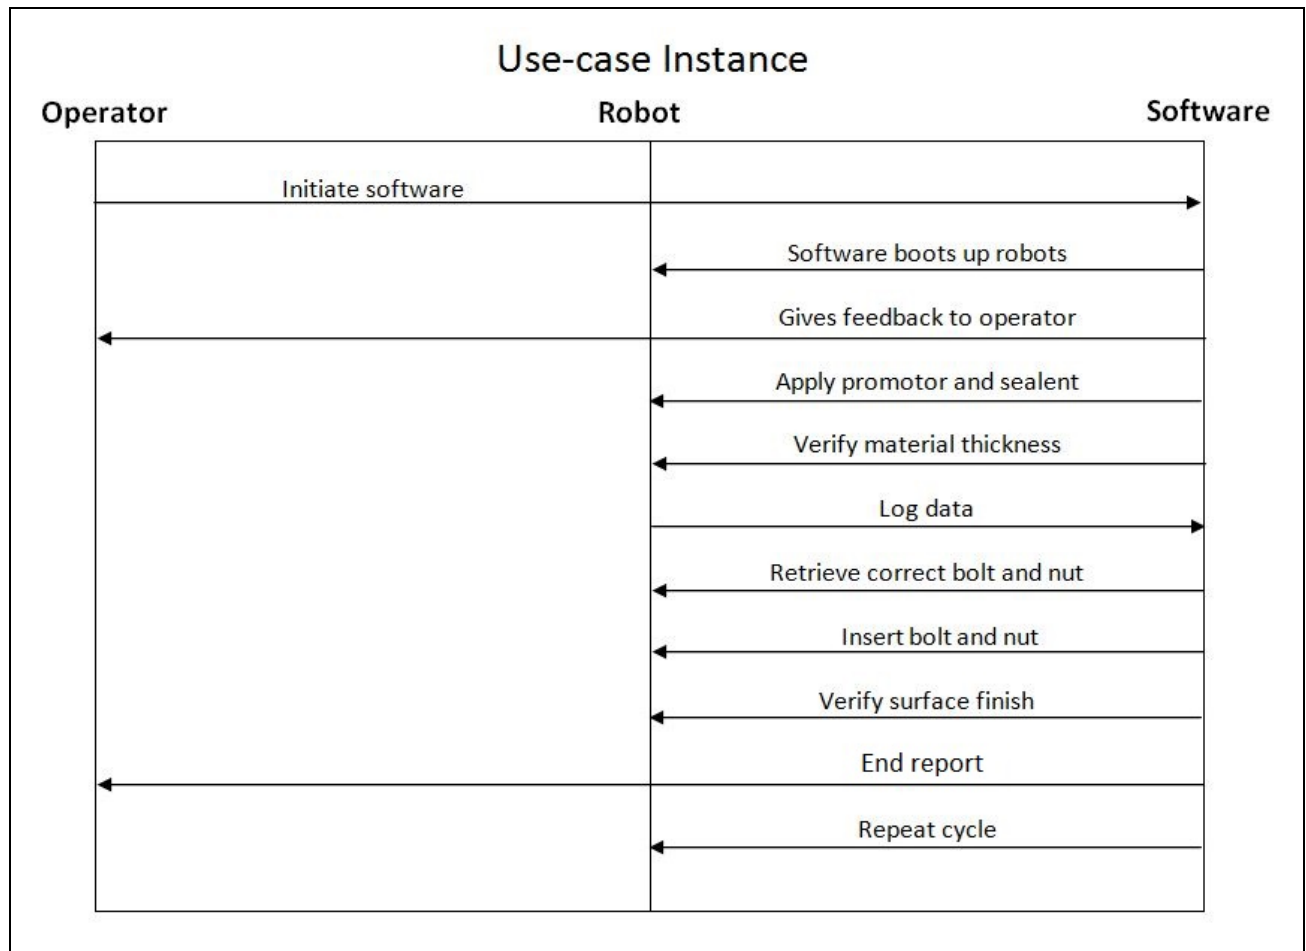 Use-case Instance
Operator
Robot
Software
Initiate software
Software boots up robots
Gives feedback to operator
Apply promotor and sealent
Verify material thickness
Log data
Retrieve correct bolt and nut
Insert bolt and nut
Verify surface finish
End report
Repeat cycle